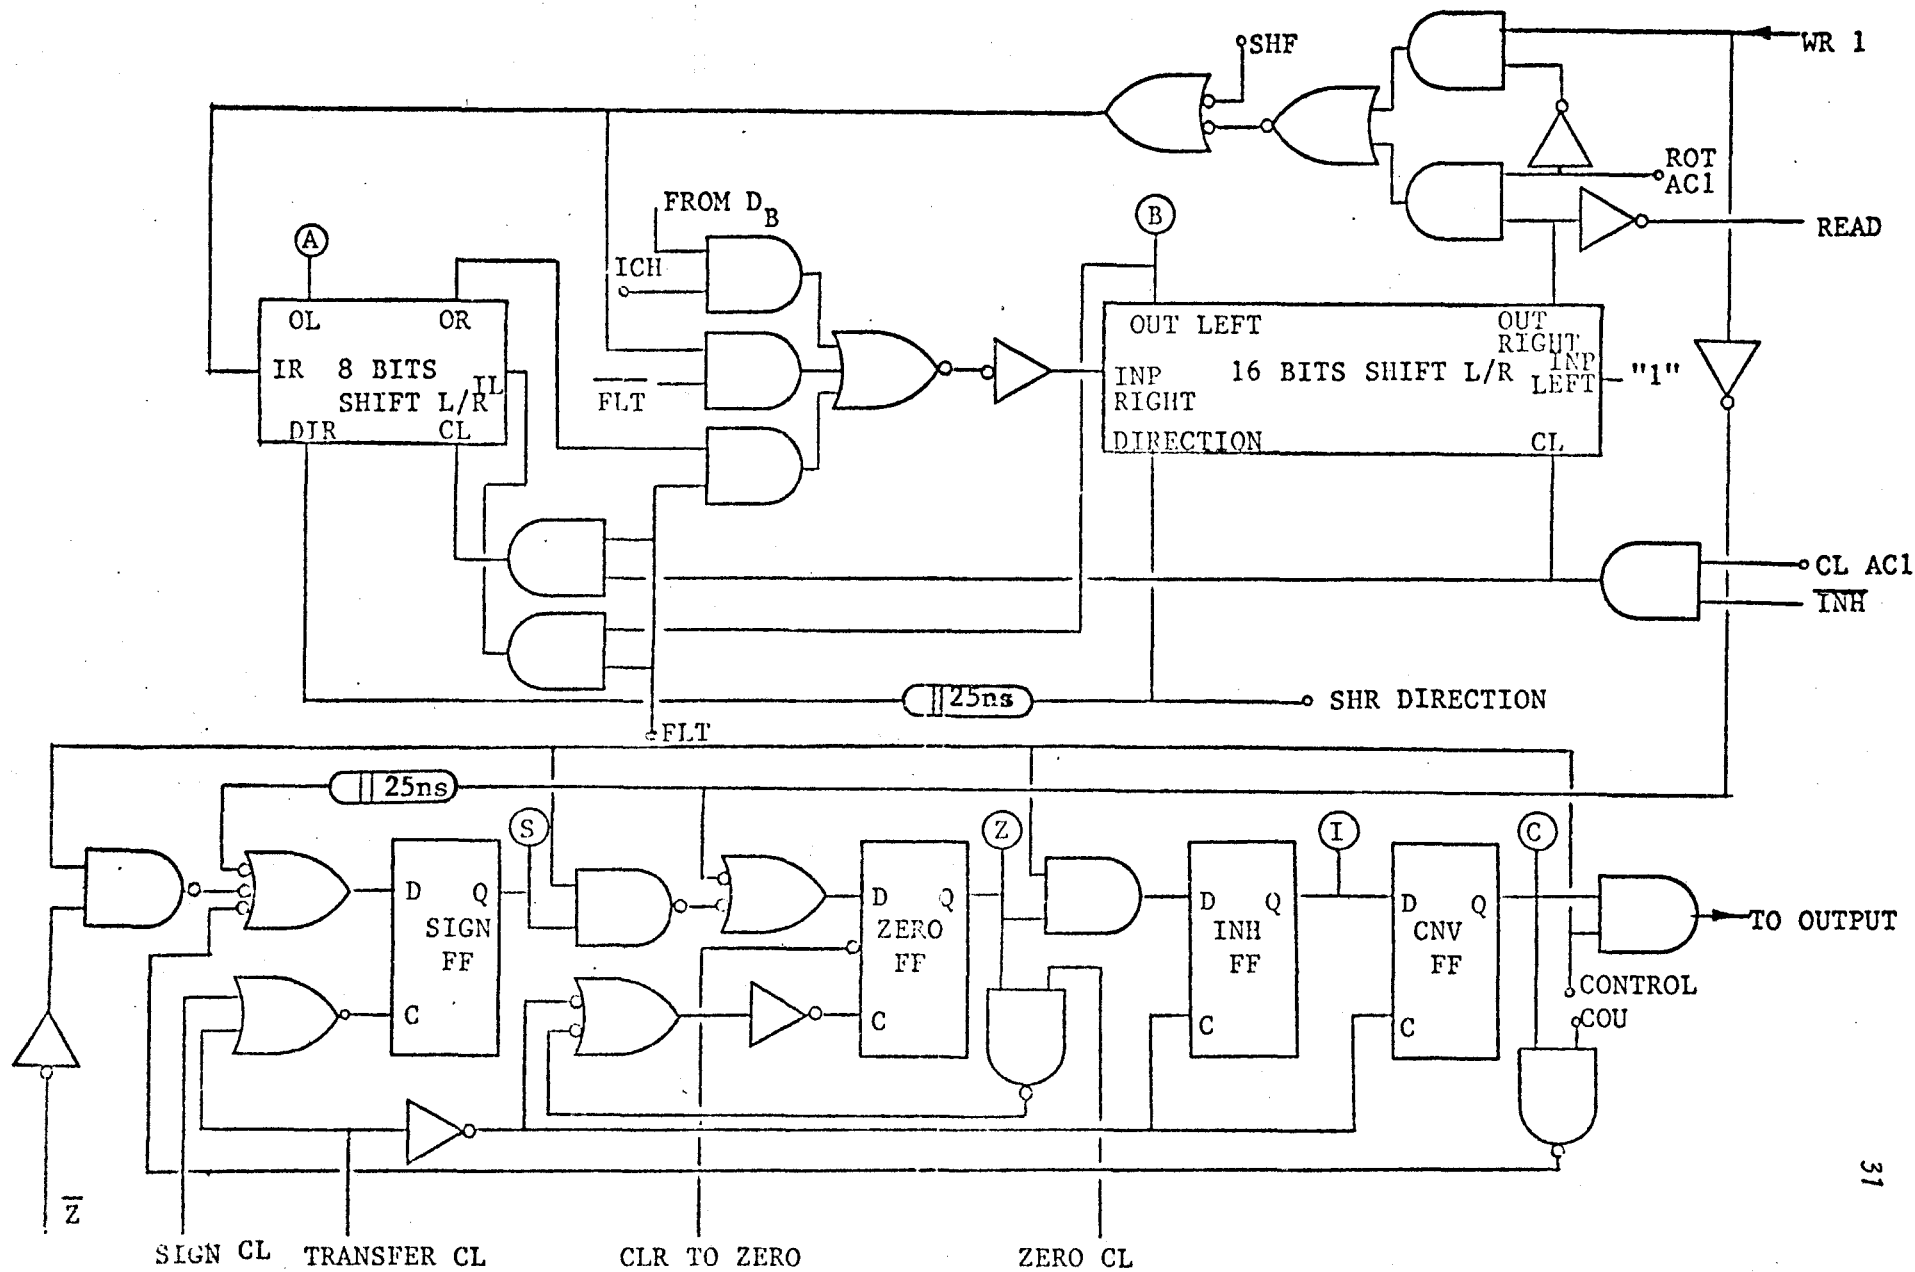 SHF
WR 1
ROT
AC1
READ
FROM D_B
ICH
A
B
OL
OR
IR
8 BITS
SHIFT L/R
IL
DIR
CL
F̅L̅T̅
OUT LEFT
OUT
RIGHT
INP
RIGHT
16 BITS SHIFT L/R
INP
LEFT
"1"
DIRECTION
CL
CL AC1
I̅N̅H̅
25ns
SHR DIRECTION
FLT
25ns
S
Z
I
C
D
Q
SIGN
FF
C
D
Q
ZERO
FF
C
D
Q
INH
FF
C
D
Q
CNV
FF
C
TO OUTPUT
CONTROL
COU
Z̅
SIGN CL
TRANSFER CL
CLR TO ZERO
ZERO CL
31